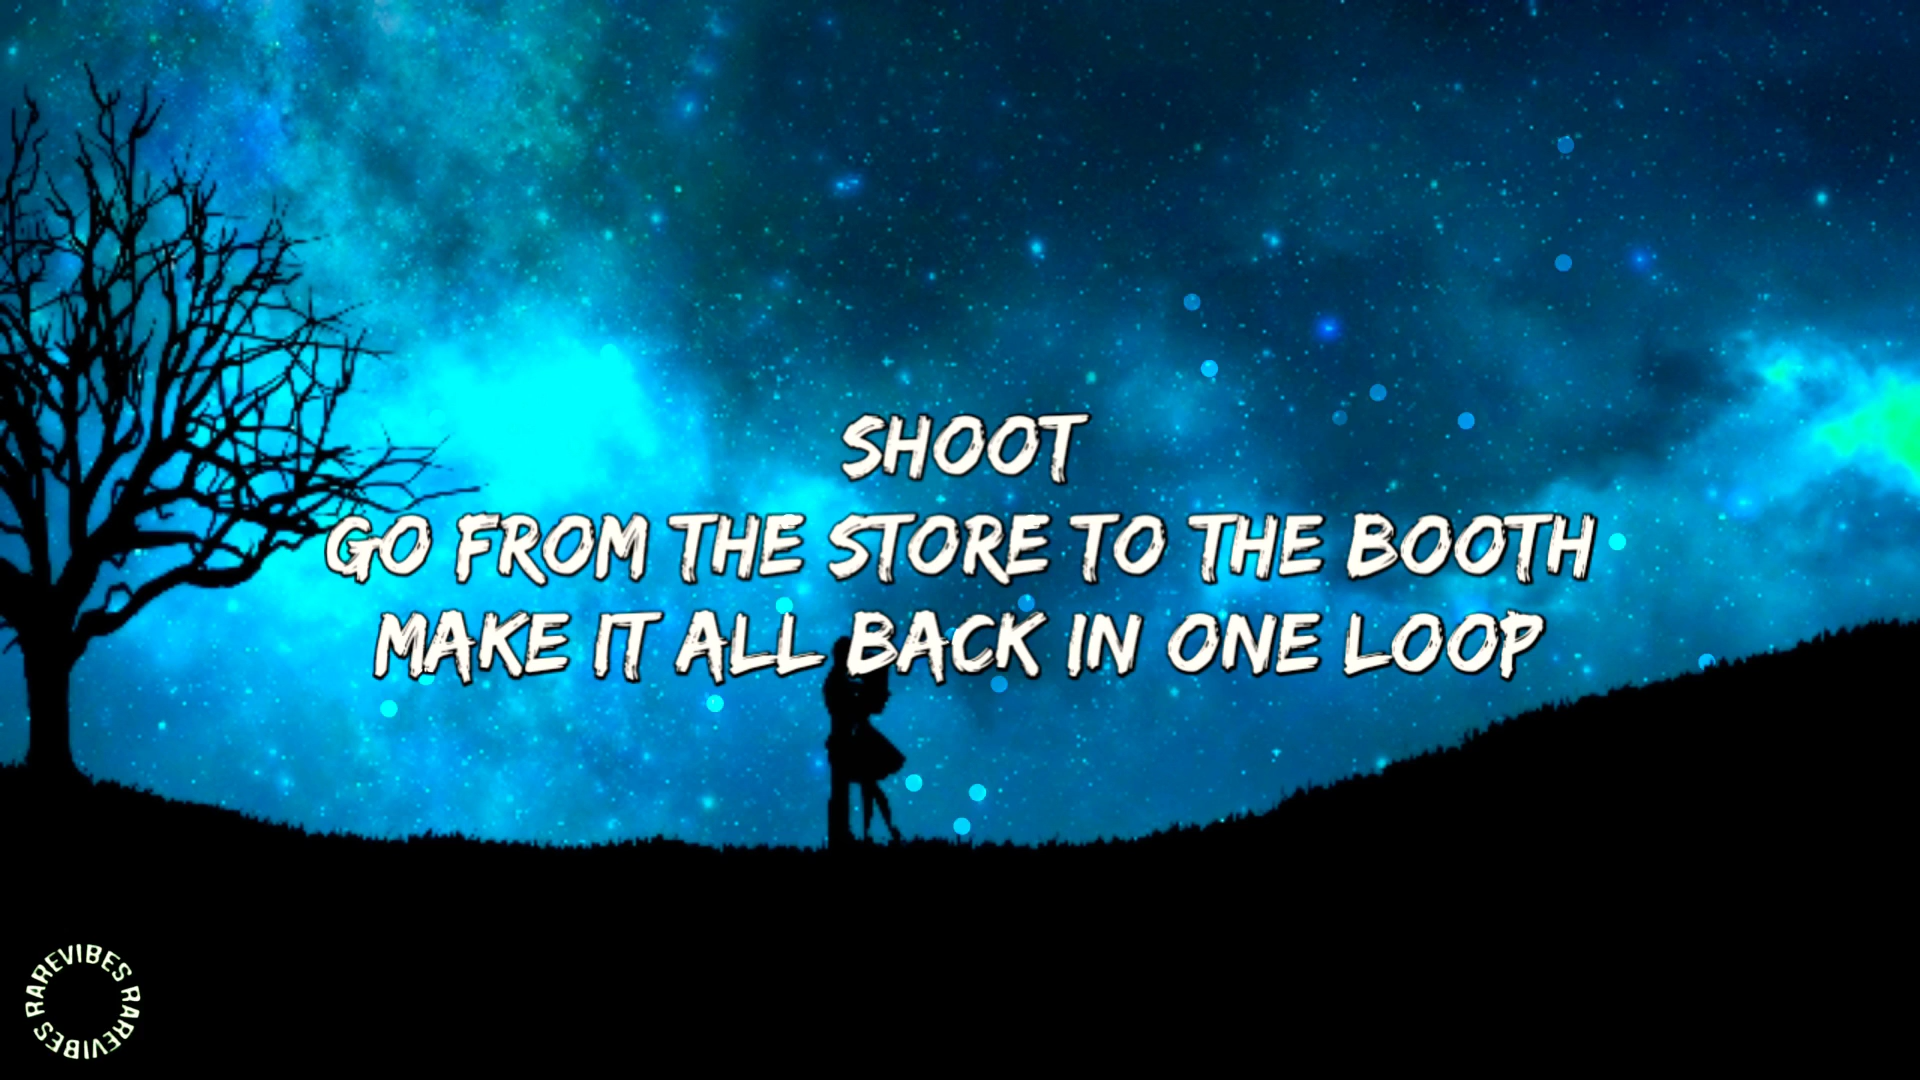 SHOOT
GO FROM THE STORE TO THE BOOTH
MAKE IT ALL BACK IN ONE LOOP
RAREVIBES RAREVIBES